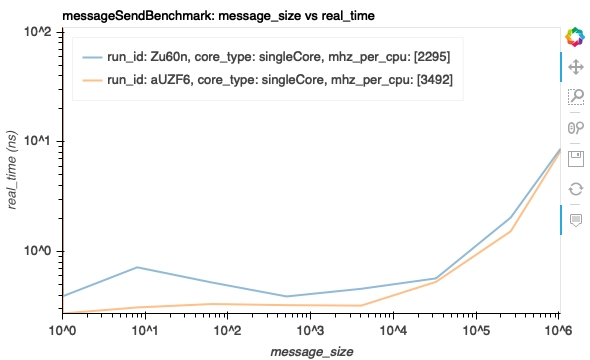 messageSendBenchmark: message_size vs real_time
10^2
run_id: Zu60n, core_type: singleCore, mhz_per_cpu: [2295]
run_id: aUZF6, core_type: singleCore, mhz_per_cpu: [3492]
10^1
real_time (ns)
10^0
10^0 10^1 10^2 10^3 10^4 10^5 10^6
message_size